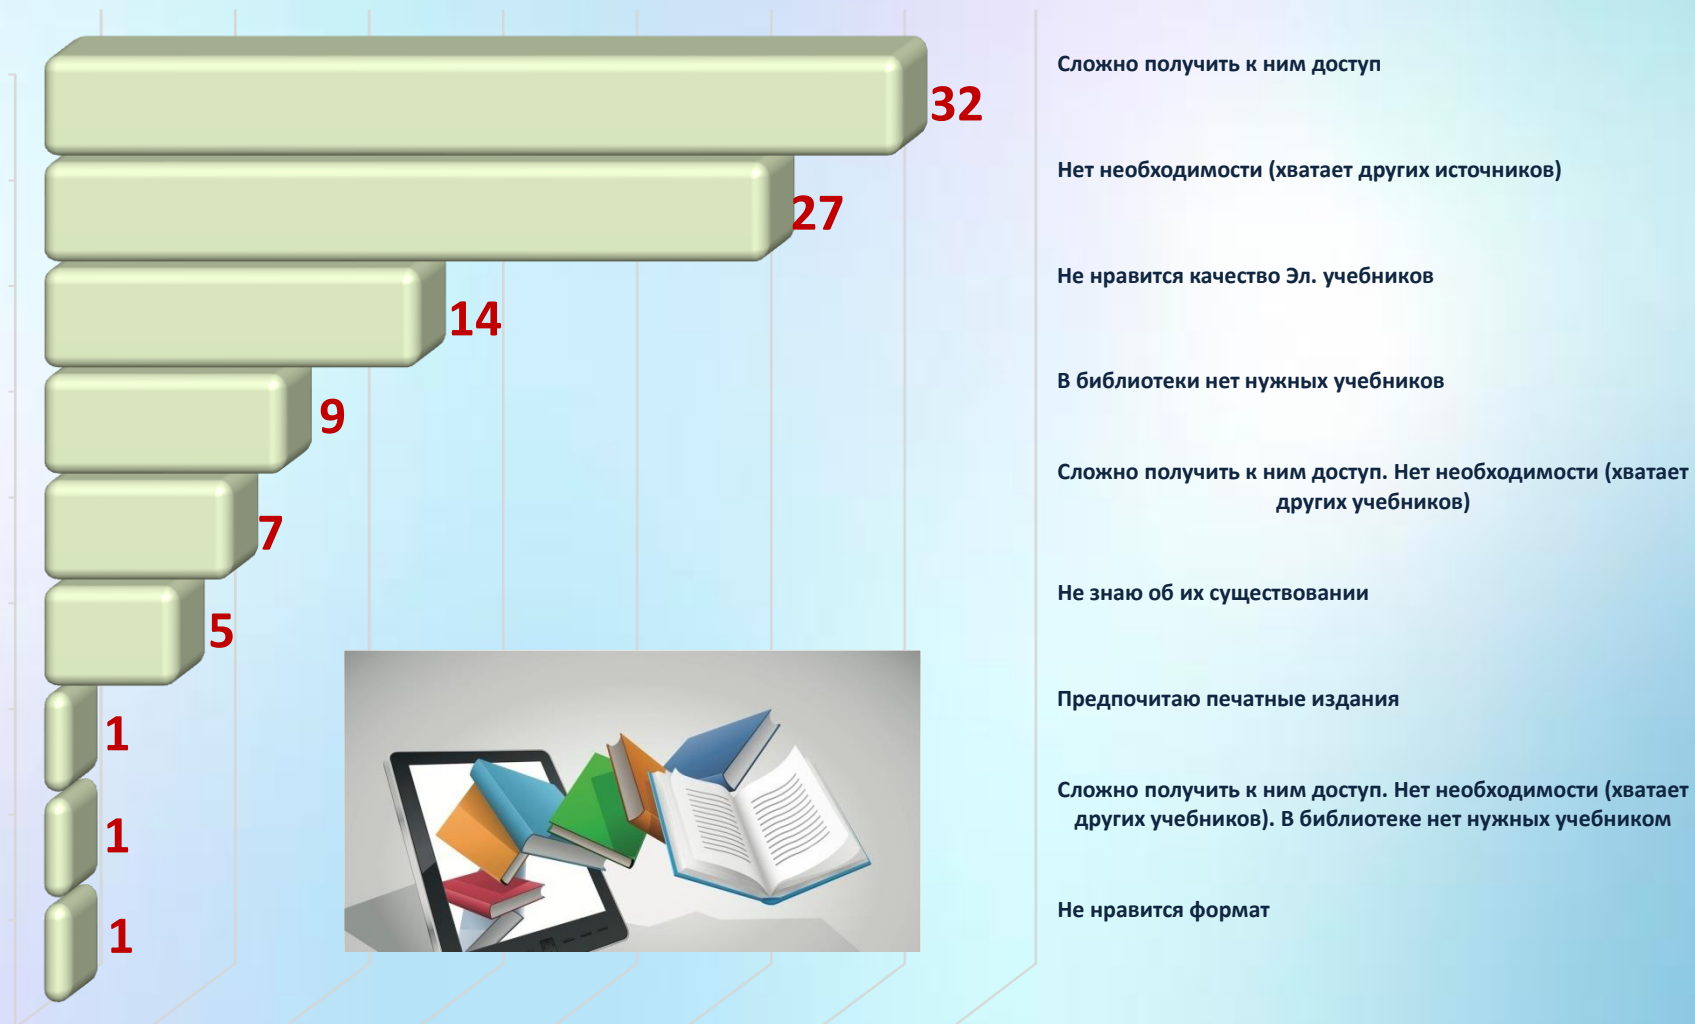 Сложно получить к ним доступ
32
Нет необходимости (хватает других источников)
27
Не нравится качество Эл. учебников
14
В библиотеки нет нужных учебников
9
Сложно получить к ним доступ. Нет необходимости (хватает
других учебников)
7
Не знаю об их существовании
5
Предпочитаю печатные издания
1
Сложно получить к ним доступ. Нет необходимости (хватает
других учебников). В библиотеке нет нужных учебником
1
Не нравится формат
1